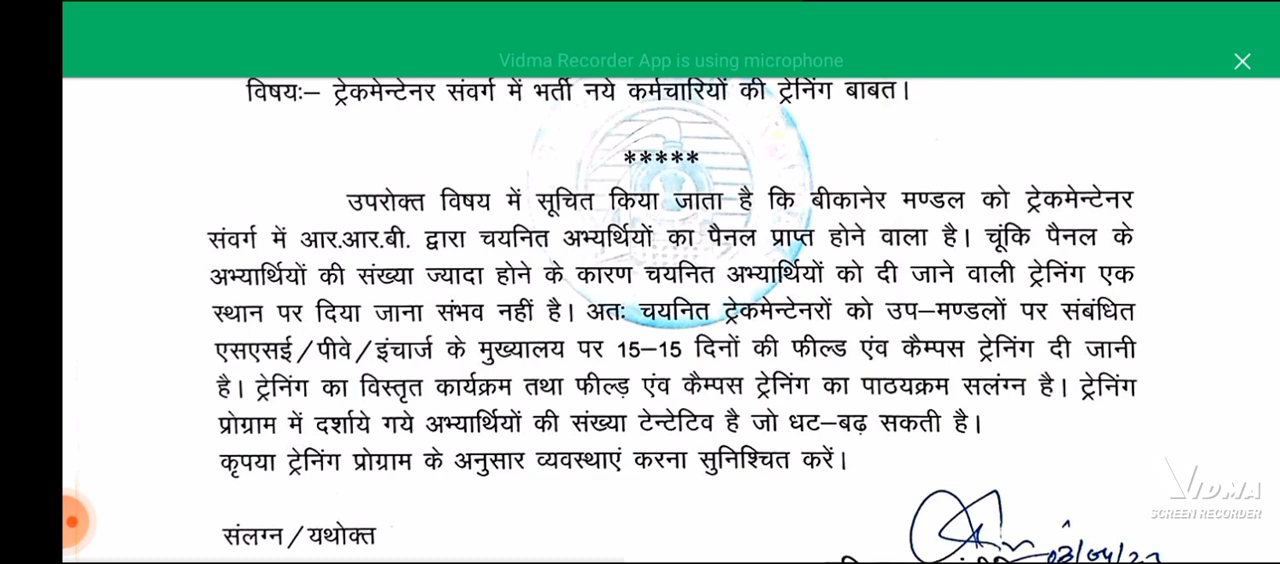 Vidma Recorder App is using microphone
विषयः– ट्रेकमेन्टेनर संवर्ग में भर्ती नये कर्मचारियों की ट्रेनिंग बाबत।
*****
उपरोक्त विषय में सूचित किया जाता है कि बीकानेर मण्डल को ट्रेकमेन्टेनर
संवर्ग में आर.आर.बी. द्वारा चयनित अभ्यर्थियों का पैनल प्राप्त होने वाला है। चूंकि पैनल के
अभ्यार्थियों की संख्या ज्यादा होने के कारण चयनित अभ्यार्थियों को दी जाने वाली ट्रेनिंग एक
स्थान पर दिया जाना संभव नहीं है। अतः चयनित ट्रेकमेन्टेनरों को उप–मण्डलों पर संबंधित
एसएसई/पीवे/इंचार्ज के मुख्यालय पर 15–15 दिनों की फील्ड एंव कैम्पस ट्रेनिंग दी जानी
है। ट्रेनिंग का विस्तृत कार्यक्रम तथा फील्ड़ एंव कैम्पस ट्रेनिंग का पाठयक्रम सलंग्न है। ट्रेनिंग
प्रोग्राम में दर्शाये गये अभ्यार्थियों की संख्या टेन्टेटिव है जो धट–बढ़ सकती है।
कृपया ट्रेनिंग प्रोग्राम के अनुसार व्यवस्थाएं करना सुनिश्चित करें।
VIDMA
SCREEN RECORDER
संलग्न/यथोक्त